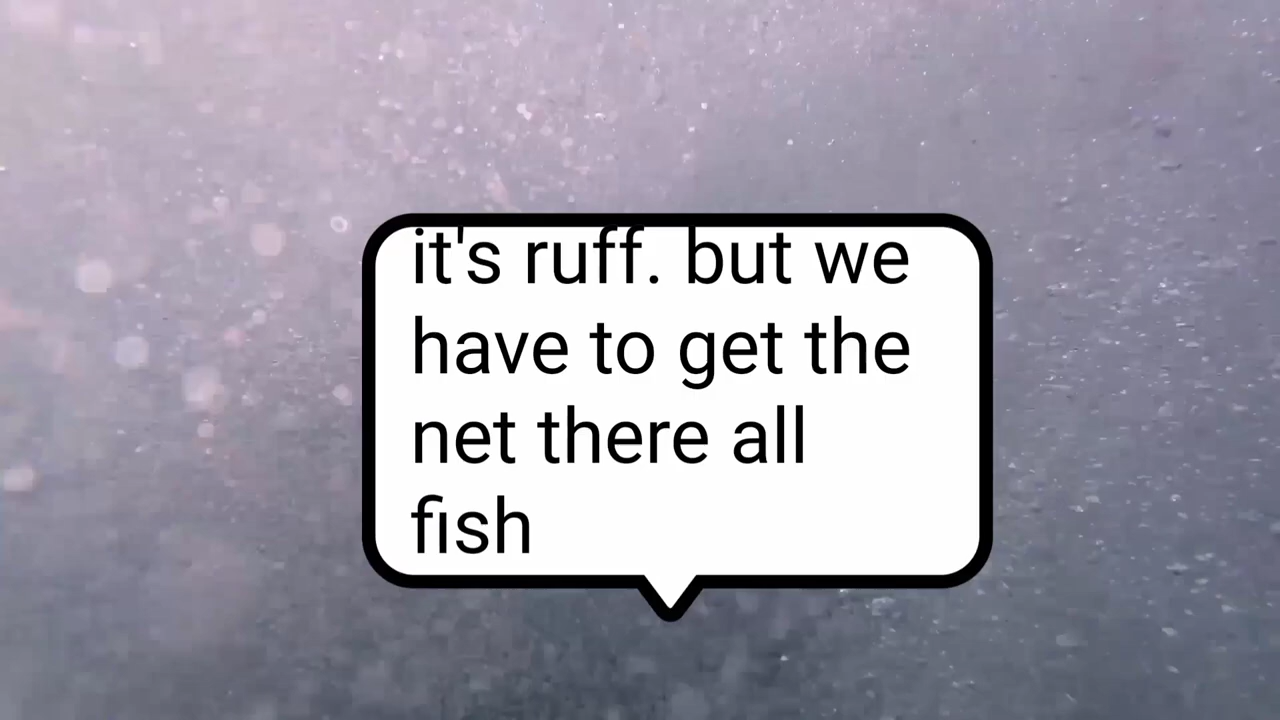 it's ruff. but we
have to get the
net there all
fish